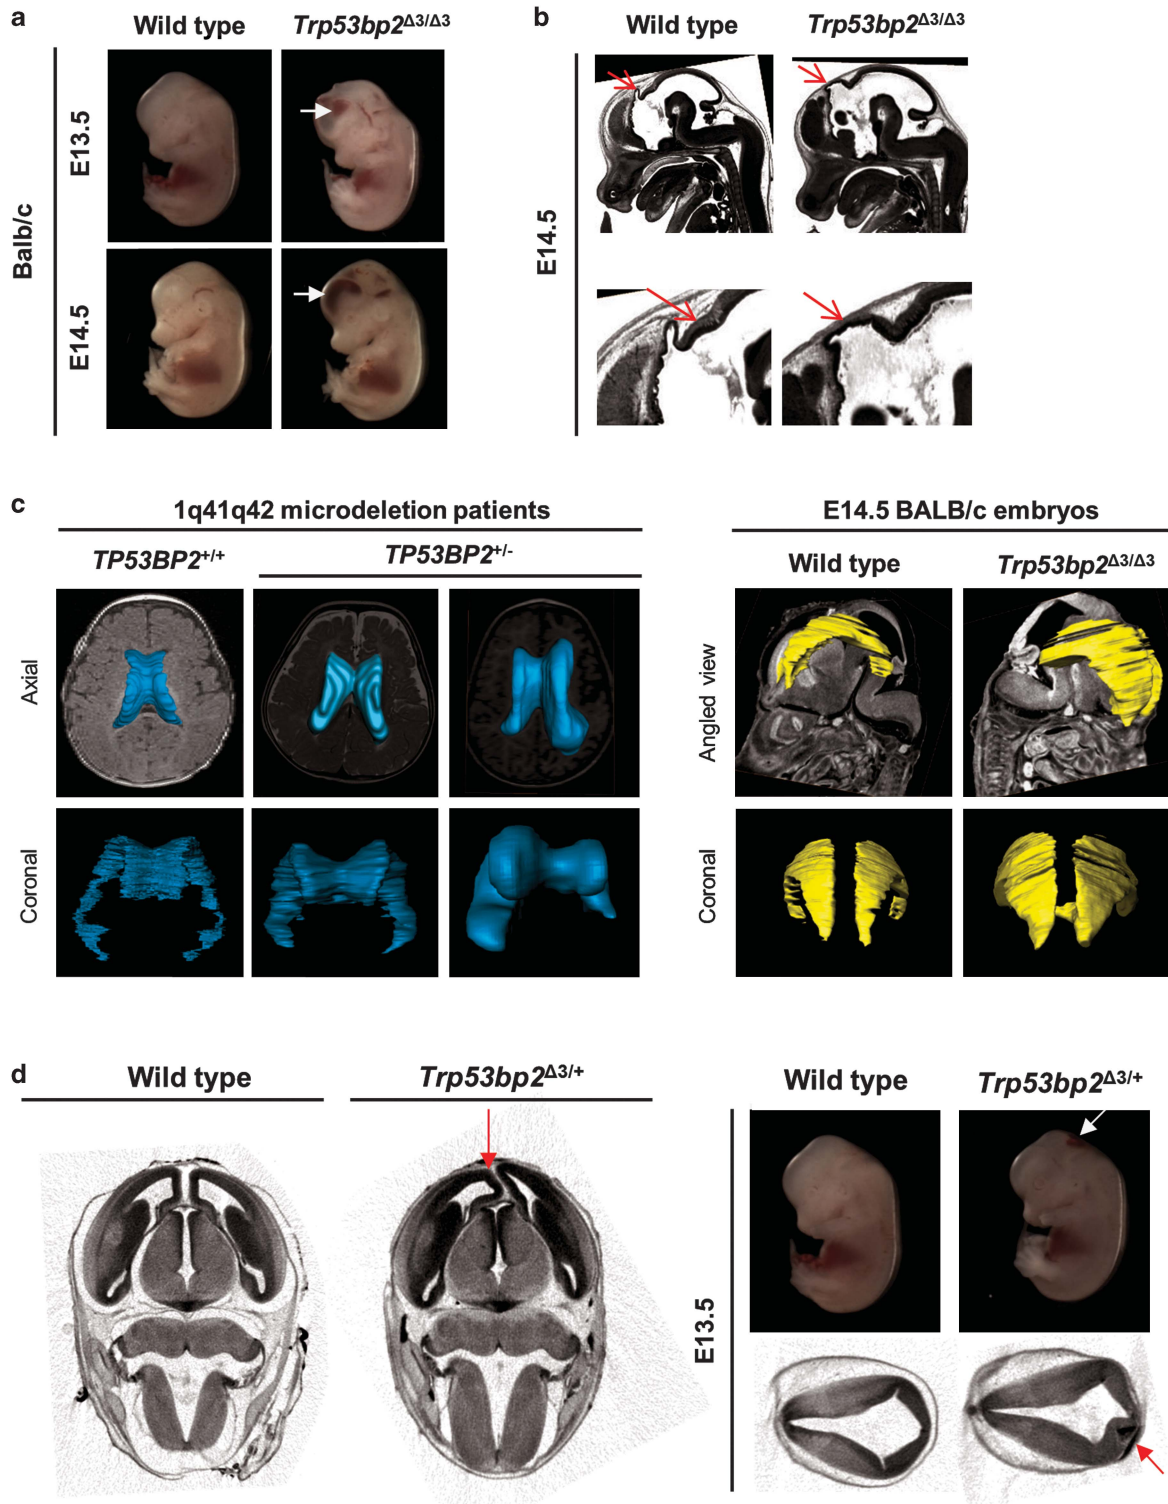 a
Wild type
Trp53bp2Δ3/Δ3
Balb/c
E13.5
E14.5
b
Wild type
Trp53bp2Δ3/Δ3
E14.5
c
1q41q42 microdeletion patients
TP53BP2+/+
TP53BP2+/-
Axial
Coronal
E14.5 BALB/c embryos
Wild type
Trp53bp2Δ3/Δ3
Angled view
Coronal
d
Wild type
Trp53bp2Δ3/+
Wild type
Trp53bp2Δ3/+
E13.5